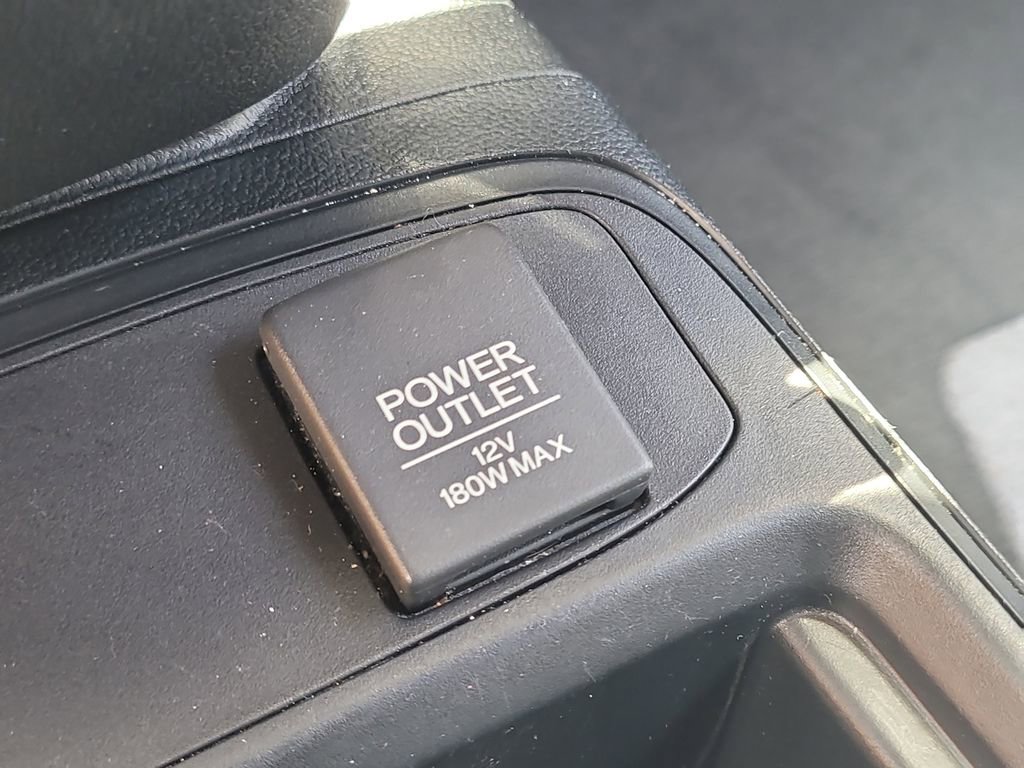 POWER
OUTLET
12V
180W MAX